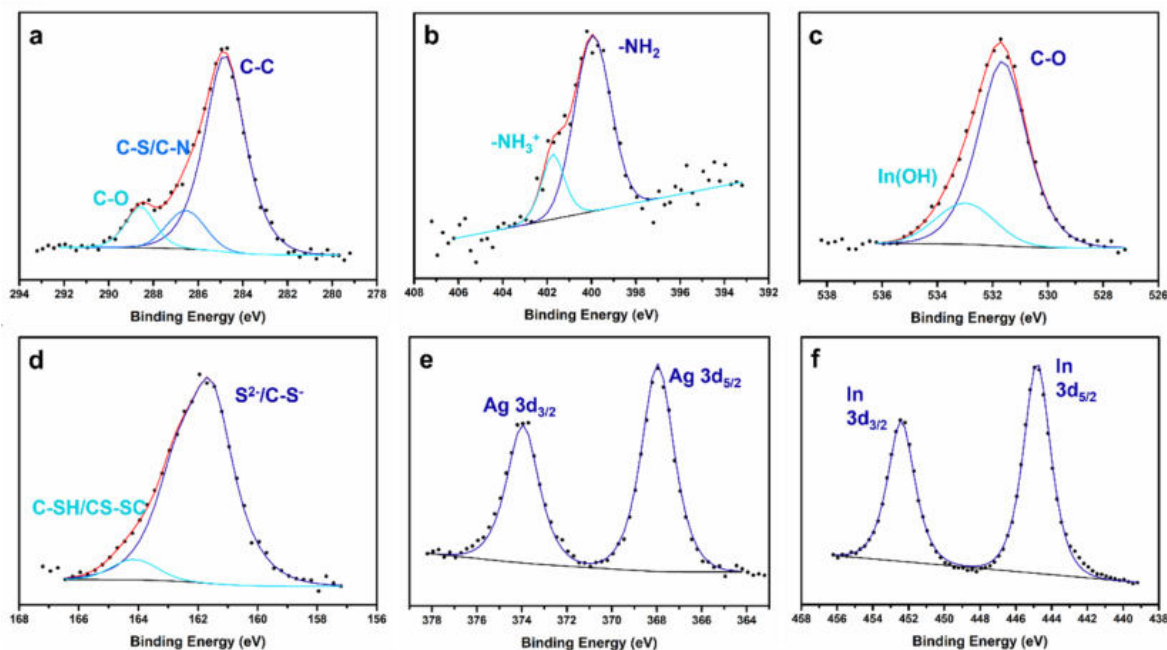 a
C-C
C-S/C-N
C-O
294 292 290 288 286 284 282 280 278
Binding Energy (eV)
b
-NH₂
-NH₃⁺
408 406 404 402 400 398 396 394 392
Binding Energy (eV)
c
C-O
In(OH)
538 536 534 532 530 528 526
Binding Energy (eV)
d
S²⁻/C-S⁻
C-SH/CS-SC
168 166 164 162 160 158 156
Binding Energy (eV)
e
Ag 3d₅/₂
Ag 3d₃/₂
378 376 374 372 370 368 366 364
Binding Energy (eV)
f
In
3d₅/₂
In
3d₃/₂
456 454 452 450 448 446 444 442 440 438
Binding Energy (eV)